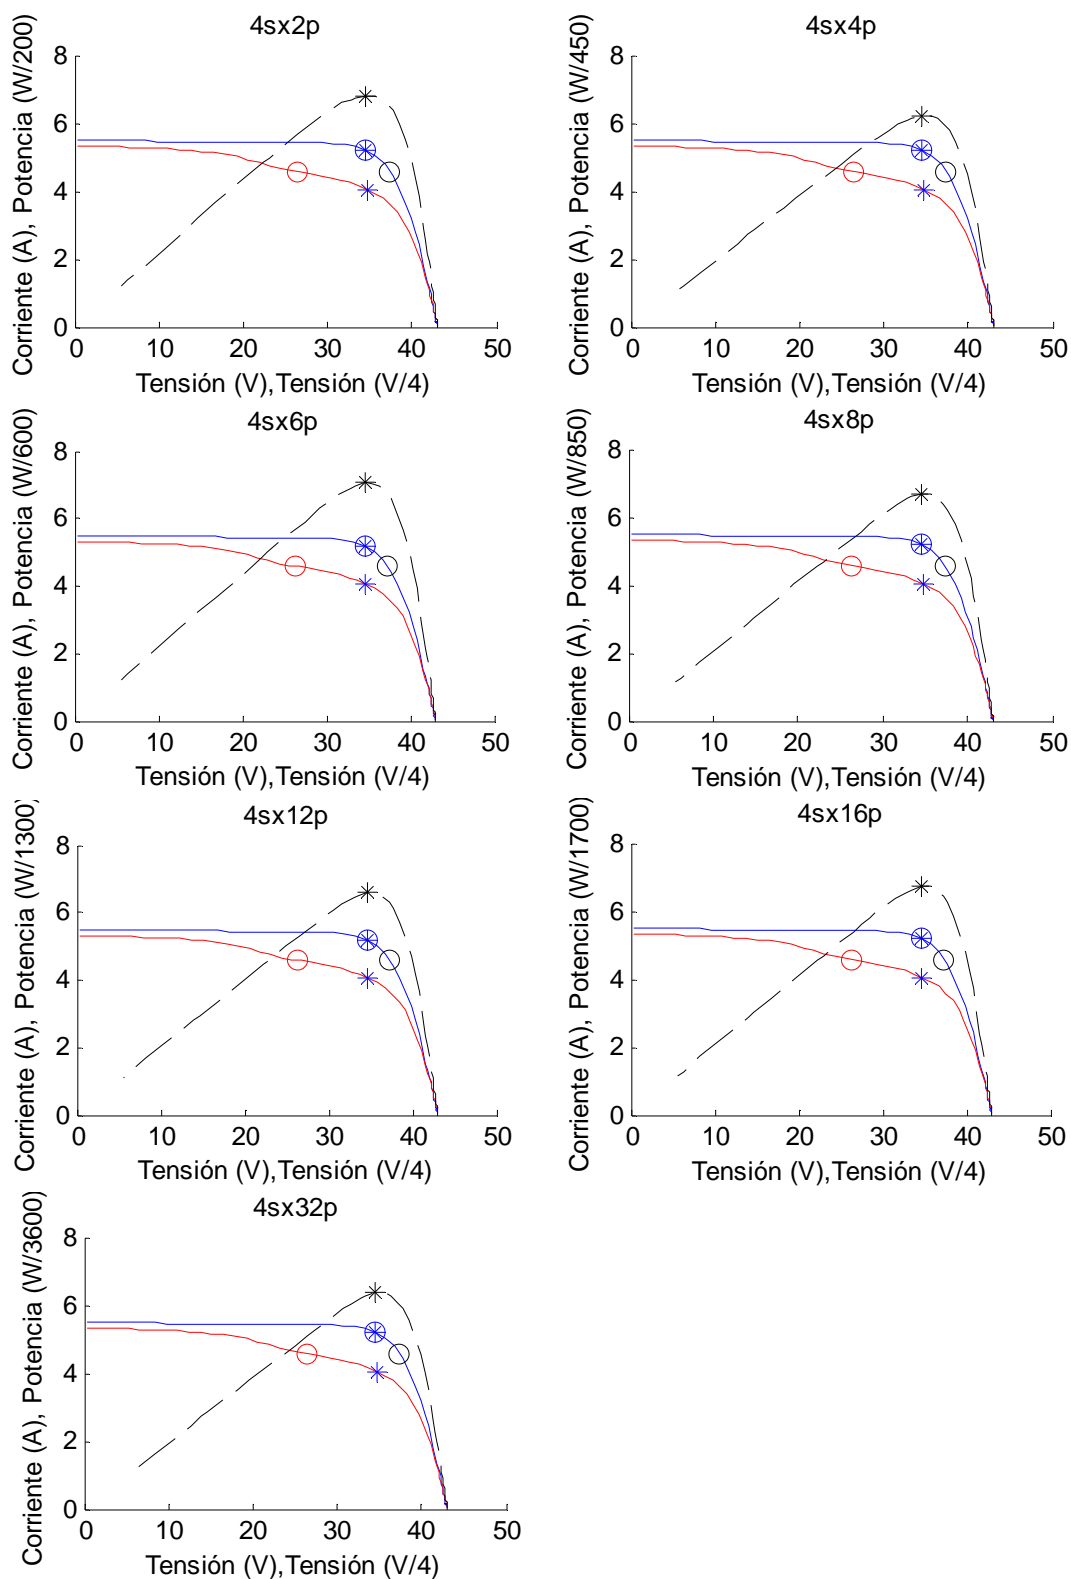 4sx2p
Corriente (A), Potencia (W/200)
8
6
4
2
0
0 10 20 30 40 50
Tensión (V),Tensión (V/4)
4sx4p
Corriente (A), Potencia (W/450)
8
6
4
2
0
0 10 20 30 40 50
Tensión (V),Tensión (V/4)
4sx6p
Corriente (A), Potencia (W/600)
8
6
4
2
0
0 10 20 30 40 50
Tensión (V),Tensión (V/4)
4sx8p
Corriente (A), Potencia (W/850)
8
6
4
2
0
0 10 20 30 40 50
Tensión (V),Tensión (V/4)
4sx12p
Corriente (A), Potencia (W/1300)
8
6
4
2
0
0 10 20 30 40 50
Tensión (V),Tensión (V/4)
4sx16p
Corriente (A), Potencia (W/1700)
8
6
4
2
0
0 10 20 30 40 50
Tensión (V),Tensión (V/4)
4sx32p
Corriente (A), Potencia (W/3600)
8
6
4
2
0
0 10 20 30 40 50
Tensión (V),Tensión (V/4)